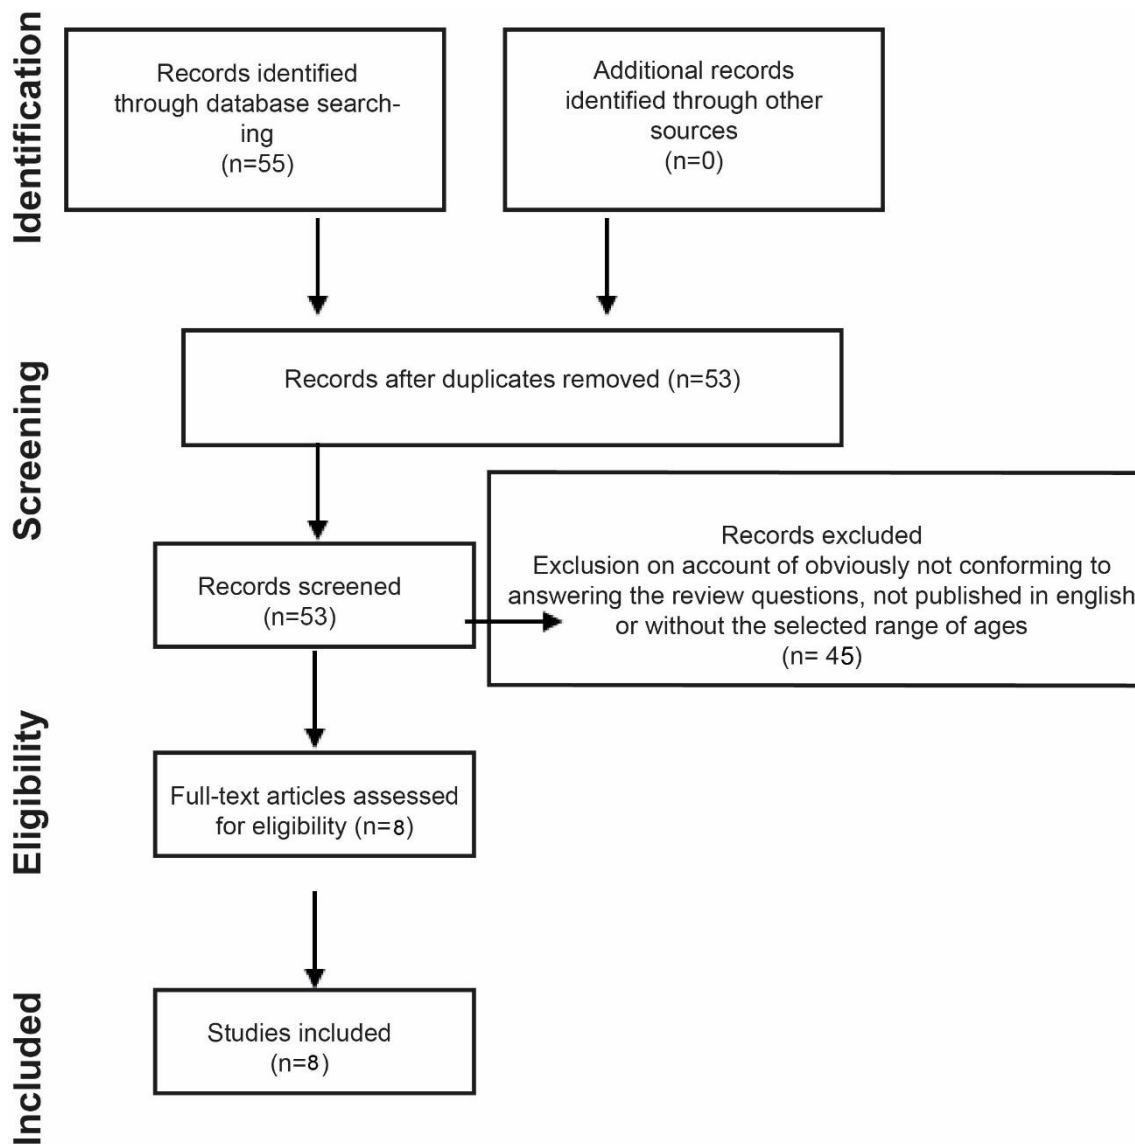 Identification
Records identified
through database search-
ing
(n=55)
Additional records
identified through other
sources
(n=0)
Screening
Records after duplicates removed (n=53)
Records screened
(n=53)
Records excluded
Exclusion on account of obviously not conforming to
answering the review questions, not published in english
or without the selected range of ages
(n= 45)
Eligibility
Full-text articles assessed
for eligibility (n=8)
Included
Studies included
(n=8)